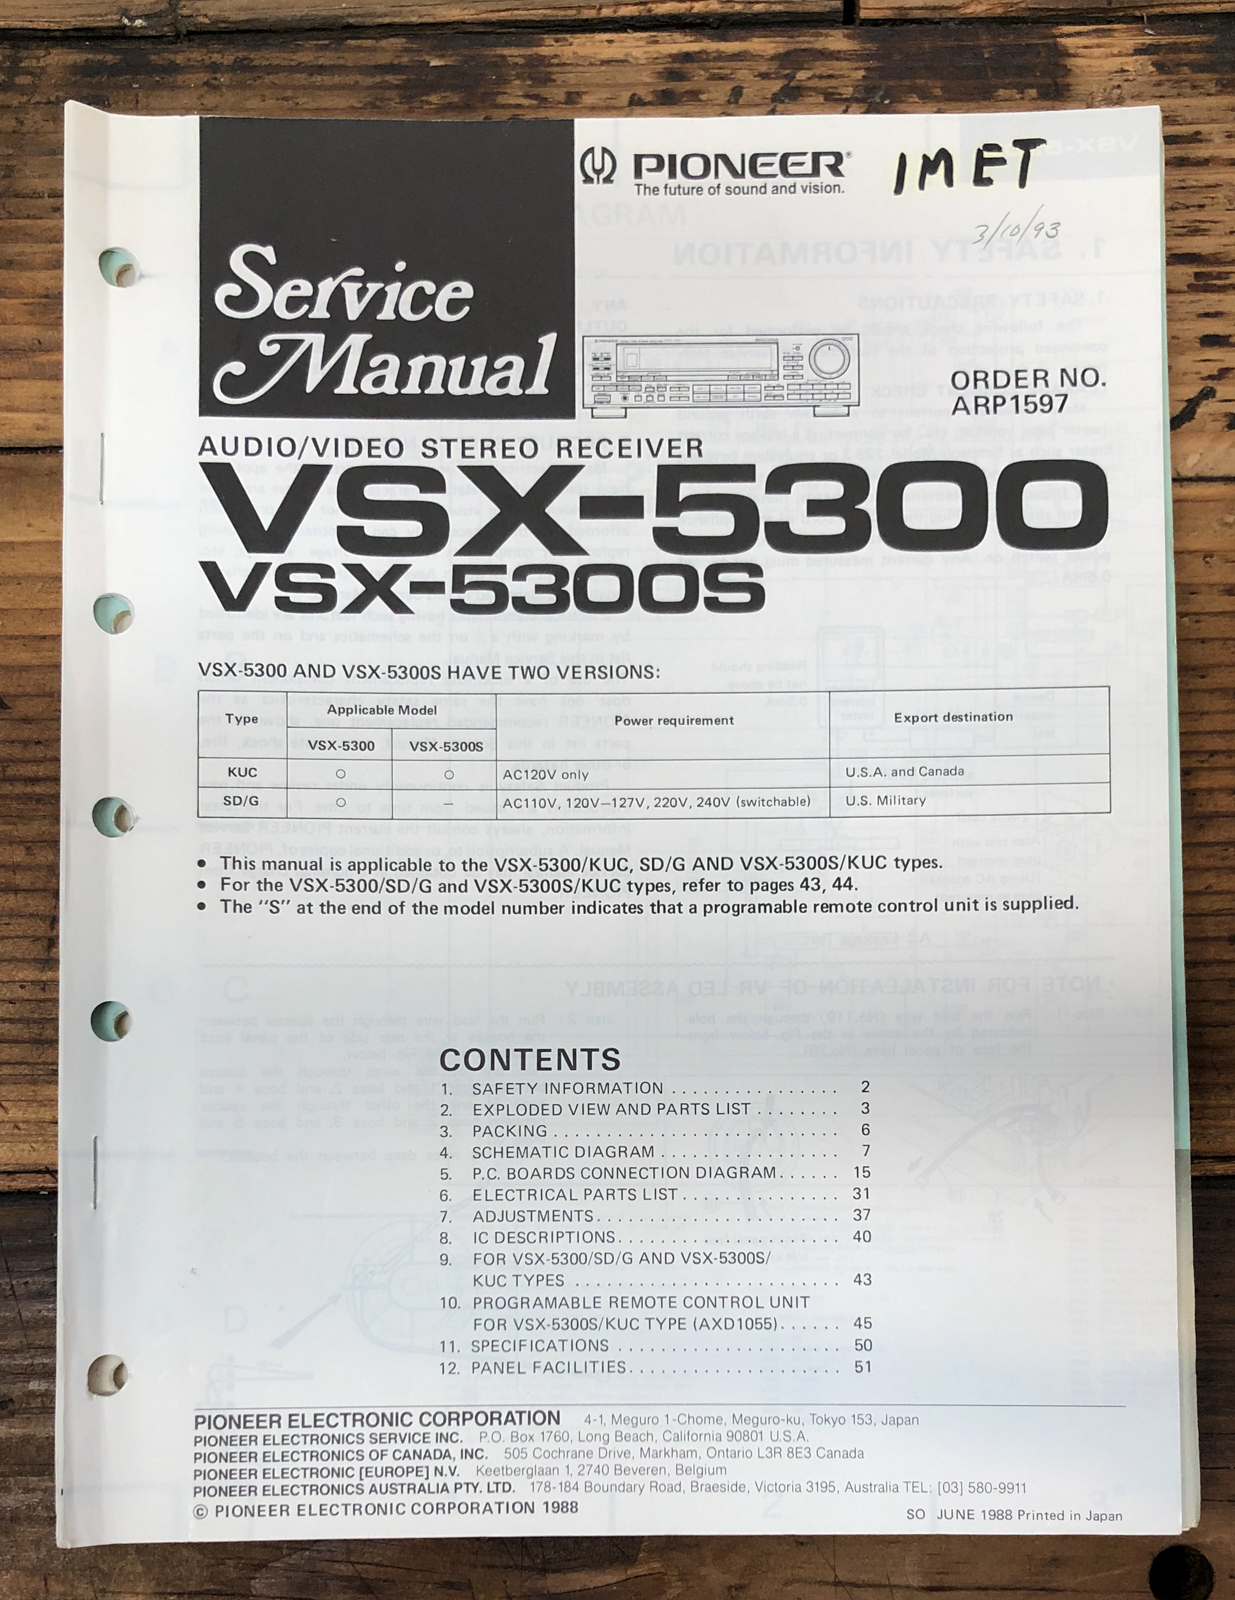 PIONEER®
The future of sound and vision.
IMET
3/10/93
Service
Manual
ORDER NO.
ARP1597
AUDIO/VIDEO STEREO RECEIVER
VSX-5300
VSX-5300S
VSX-5300 AND VSX-5300S HAVE TWO VERSIONS:
Type Applicable Model Power requirement Export destination
VSX-5300 VSX-5300S
KUC ○ ○ AC120V only U.S.A. and Canada
SD/G ○ – AC110V, 120V–127V, 220V, 240V (switchable) U.S. Military
• This manual is applicable to the VSX-5300/KUC, SD/G AND VSX-5300S/KUC types.
• For the VSX-5300/SD/G and VSX-5300S/KUC types, refer to pages 43, 44.
• The "S" at the end of the model number indicates that a programable remote control unit is supplied.
CONTENTS
1. SAFETY INFORMATION . . . . . . . . . . . . . . . . 2
2. EXPLODED VIEW AND PARTS LIST . . . . . . . . 3
3. PACKING . . . . . . . . . . . . . . . . . . . . . . . . . . . 6
4. SCHEMATIC DIAGRAM . . . . . . . . . . . . . . . . . 7
5. P.C. BOARDS CONNECTION DIAGRAM . . . . . . 15
6. ELECTRICAL PARTS LIST . . . . . . . . . . . . . . . 31
7. ADJUSTMENTS . . . . . . . . . . . . . . . . . . . . . . . 37
8. IC DESCRIPTIONS . . . . . . . . . . . . . . . . . . . . . 40
9. FOR VSX-5300/SD/G AND VSX-5300S/
KUC TYPES . . . . . . . . . . . . . . . . . . . . . . . . . 43
10. PROGRAMABLE REMOTE CONTROL UNIT
FOR VSX-5300S/KUC TYPE (AXD1055) . . . . . . 45
11. SPECIFICATIONS . . . . . . . . . . . . . . . . . . . . . 50
12. PANEL FACILITIES . . . . . . . . . . . . . . . . . . . . 51
PIONEER ELECTRONIC CORPORATION 4-1, Meguro 1-Chome, Meguro-ku, Tokyo 153, Japan
PIONEER ELECTRONICS SERVICE INC. P.O. Box 1760, Long Beach, California 90801 U.S.A.
PIONEER ELECTRONICS OF CANADA, INC. 505 Cochrane Drive, Markham, Ontario L3R 8E3 Canada
PIONEER ELECTRONIC [EUROPE] N.V. Keetberglaan 1, 2740 Beveren, Belgium
PIONEER ELECTRONICS AUSTRALIA PTY. LTD. 178-184 Boundary Road, Braeside, Victoria 3195, Australia TEL: [03] 580-9911
© PIONEER ELECTRONIC CORPORATION 1988
SO JUNE 1988 Printed in Japan